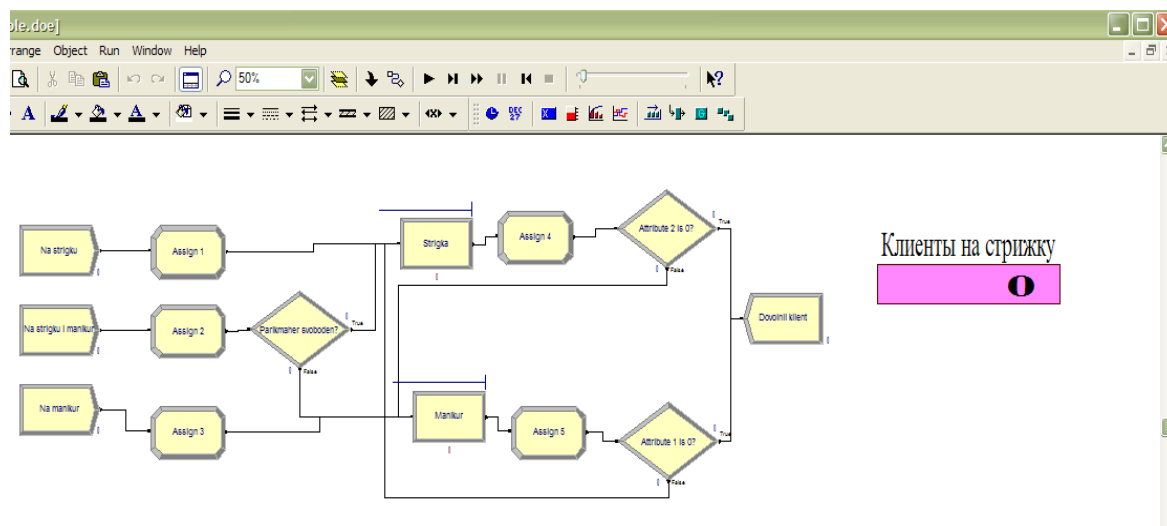 ple.doe]
rrange Object Run Window Help
50%
Na strigku
Assign 1
Strigka
Assign 4
Attribute 2 is 0?
True
False
Клиенты на стрижку
0
Na strigku i manikur
Assign 2
Parikmaher svoboden?
True
False
Dovolnii klient
Na manikur
Assign 3
Manikur
Assign 5
Attribute 1 is 0?
True
False